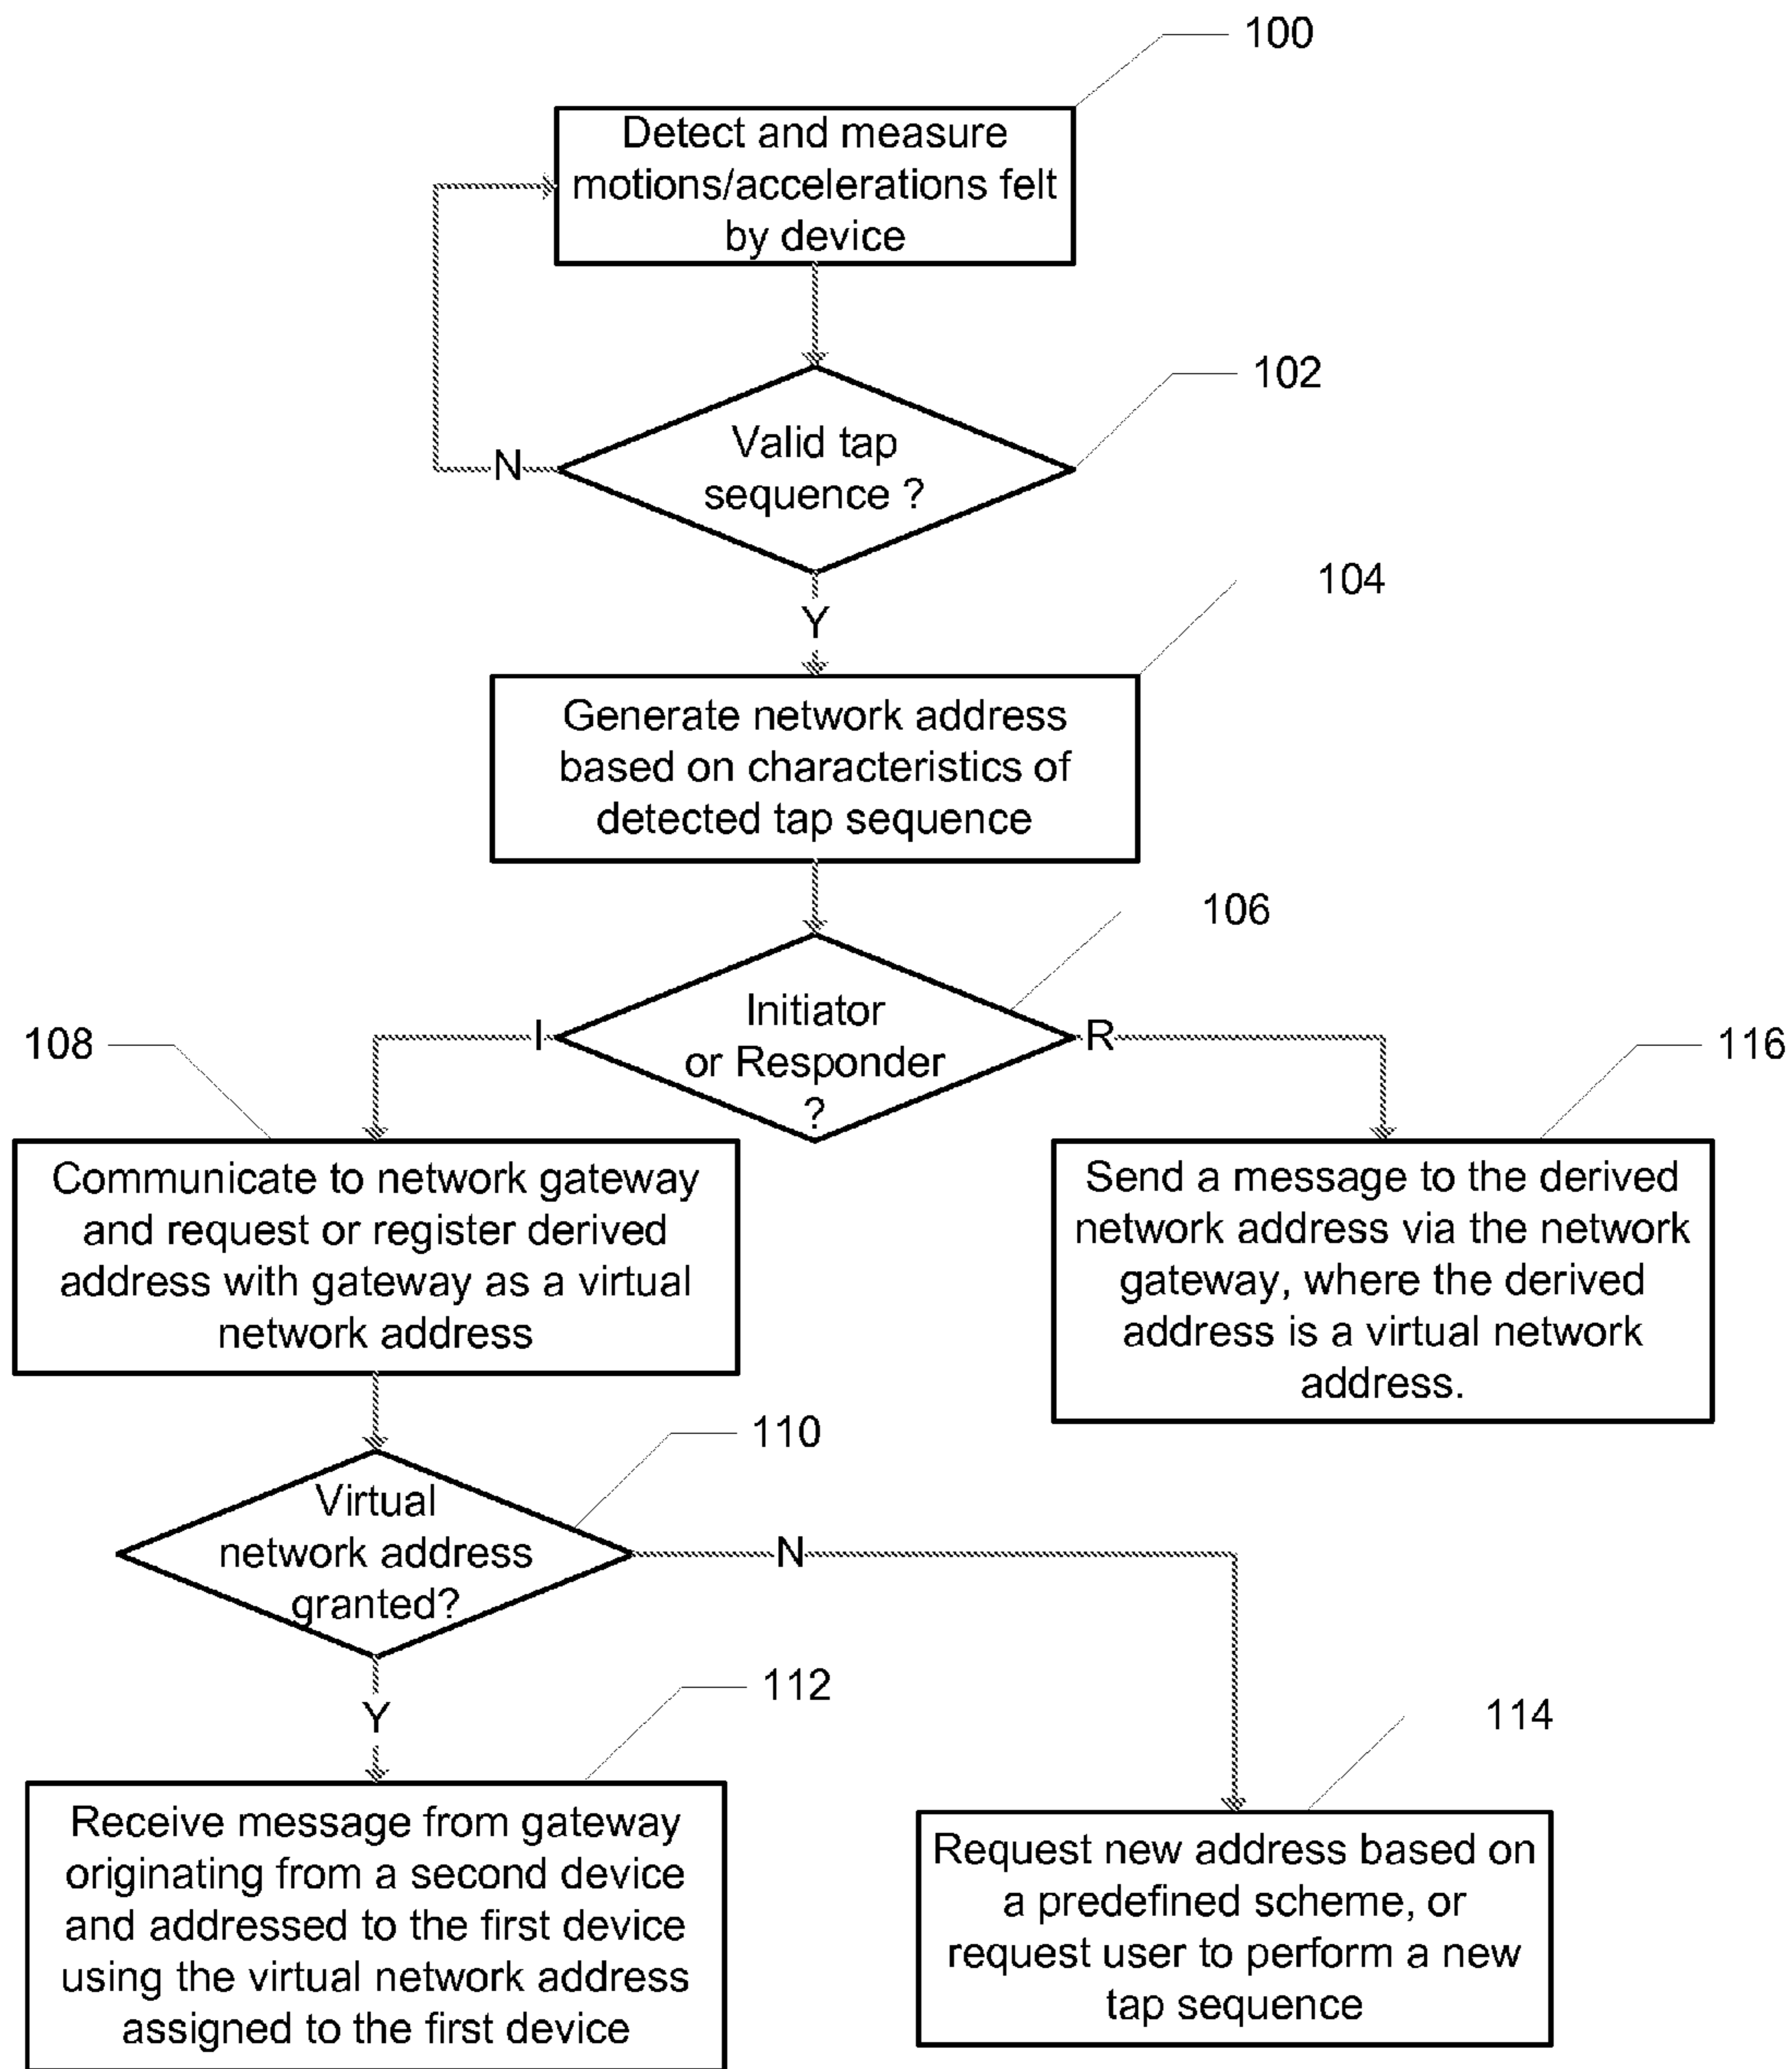 100
Detect and measure
motions/accelerations felt
by device
102
Valid tap
sequence ?
N
Y
104
Generate network address
based on characteristics of
detected tap sequence
106
Initiator
or Responder
?
I
R
108
Communicate to network gateway
and request or register derived
address with gateway as a virtual
network address
116
Send a message to the derived
network address via the network
gateway, where the derived
address is a virtual network
address.
110
Virtual
network address
granted?
N
Y
112
Receive message from gateway
originating from a second device
and addressed to the first device
using the virtual network address
assigned to the first device
114
Request new address based on
a predefined scheme, or
request user to perform a new
tap sequence